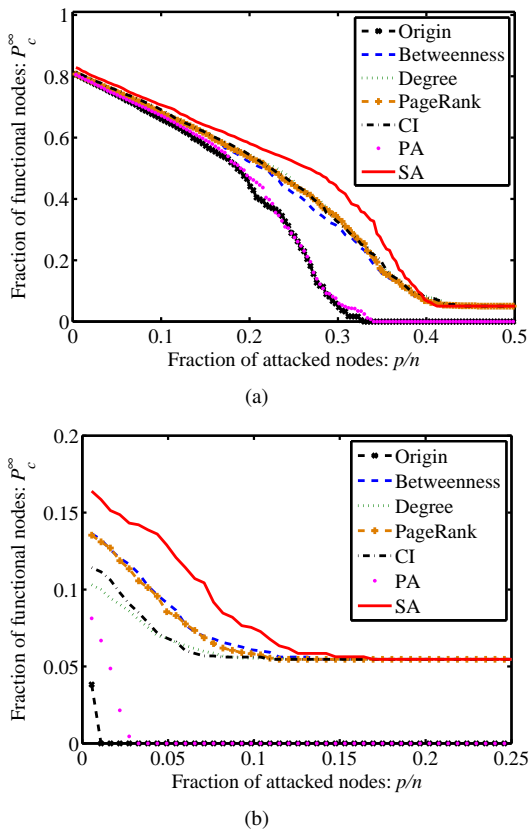 1
0.8
0.6
0.4
0.2
0
Fraction of functional nodes: P_c^∞
Origin
Betweenness
Degree
PageRank
CI
PA
SA
0 0.1 0.2 0.3 0.4 0.5
Fraction of attacked nodes: p/n
(a)
0.2
0.15
0.1
0.05
0
Fraction of functional nodes: P_c^∞
Origin
Betweenness
Degree
PageRank
CI
PA
SA
0 0.05 0.1 0.15 0.2 0.25
Fraction of attacked nodes: p/n
(b)